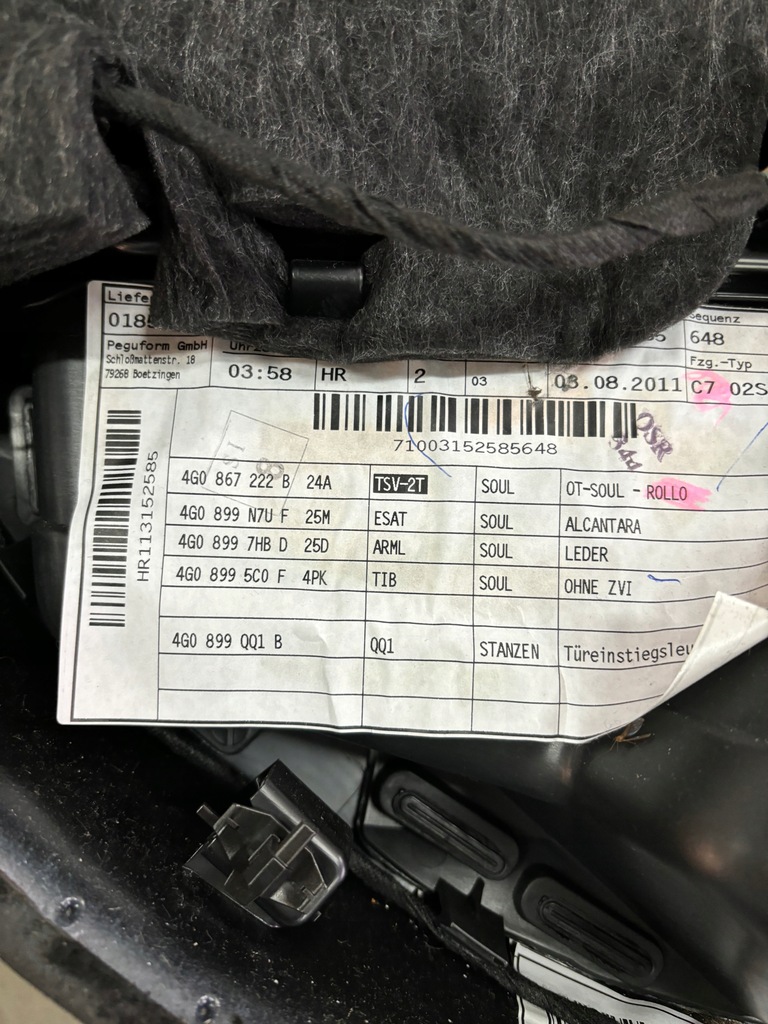 Liefe
018
Sequenz
648
Peguform GmbH
Schloßmattenstr. 18
79268 Boetzingen
03:58
HR
2
03
03.08.2011
Fzg.-Typ
C7 02S
71003152585648
HR113152585
OSR
4G0 867 222 B 24A TSV-2T SOUL OT-SOUL - ROLLO
4G0 899 N7U F 25M ESAT SOUL ALCANTARA
4G0 899 7HB D 25D ARML SOUL LEDER
4G0 899 5C0 F 4PK TIB SOUL OHNE ZVI
4G0 899 QQ1 B QQ1 STANZEN Türeinstiegsleu